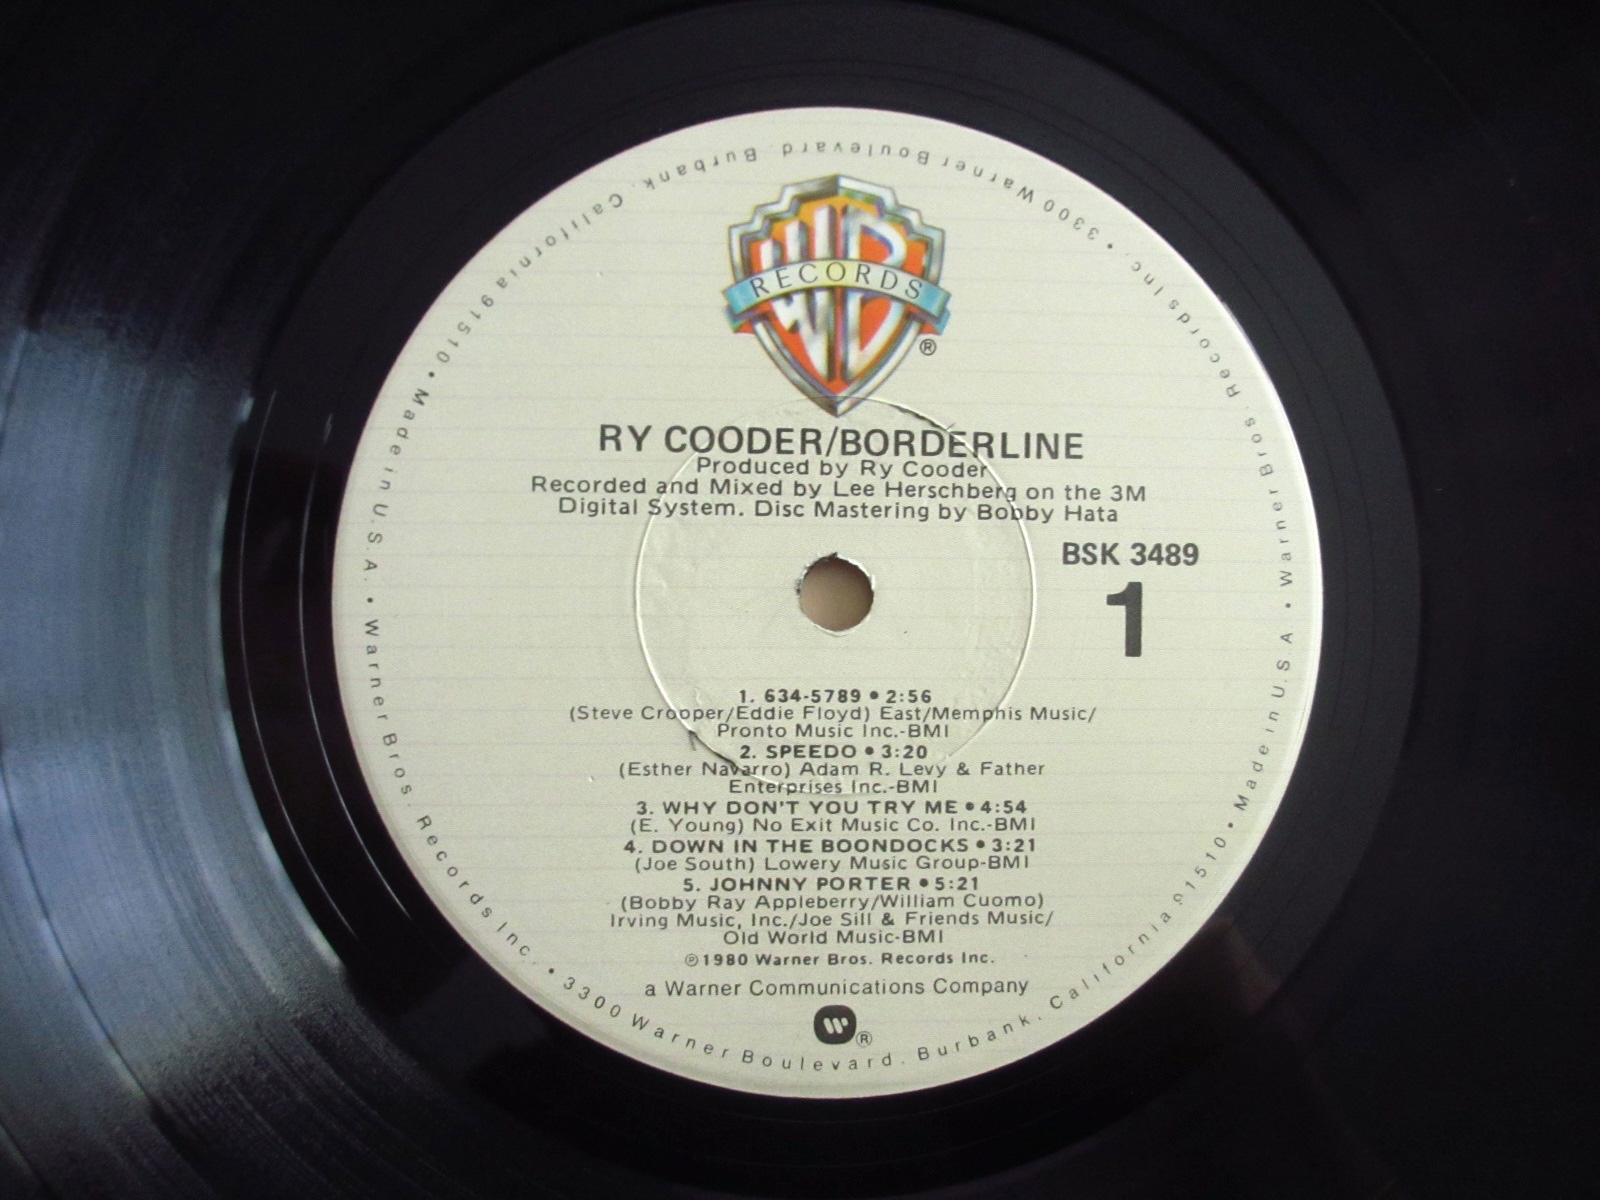 WB
RECORDS
®
RY COODER/BORDERLINE
Produced by Ry Cooder
Recorded and Mixed by Lee Herschberg on the 3M
Digital System. Disc Mastering by Bobby Hata
BSK 3489
1
1. 634-5789 • 2:56
(Steve Cropper/Eddie Floyd) East/Memphis Music/
Pronto Music Inc.-BMI
2. SPEEDO • 3:20
(Esther Navarro) Adam R. Levy & Father
Enterprises Inc.-BMI
3. WHY DON'T YOU TRY ME • 4:54
(E. Young) No Exit Music Co. Inc.-BMI
4. DOWN IN THE BOONDOCKS • 3:21
(Joe South) Lowery Music Group-BMI
5. JOHNNY PORTER • 5:21
(Bobby Ray Appleberry/William Cuomo)
Irving Music, Inc./Joe Sill & Friends Music/
Old World Music-BMI
℗1980 Warner Bros. Records Inc.
a Warner Communications Company
®
Warner Bros. Records Inc. • 3300 Warner Boulevard. Burbank. California 91510 • Made in U.S.A. • Warner Bros. Records Inc. • 3300 Warner Boulevard. Burbank. California 91510 • Made in U.S.A •